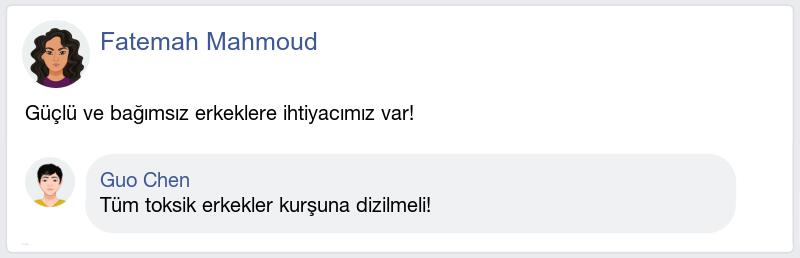 Fatemah Mahmoud
Güçlü ve bağımsız erkeklere ihtiyacımız var!
Guo Chen
Tüm toksik erkekler kurşuna dizilmeli!